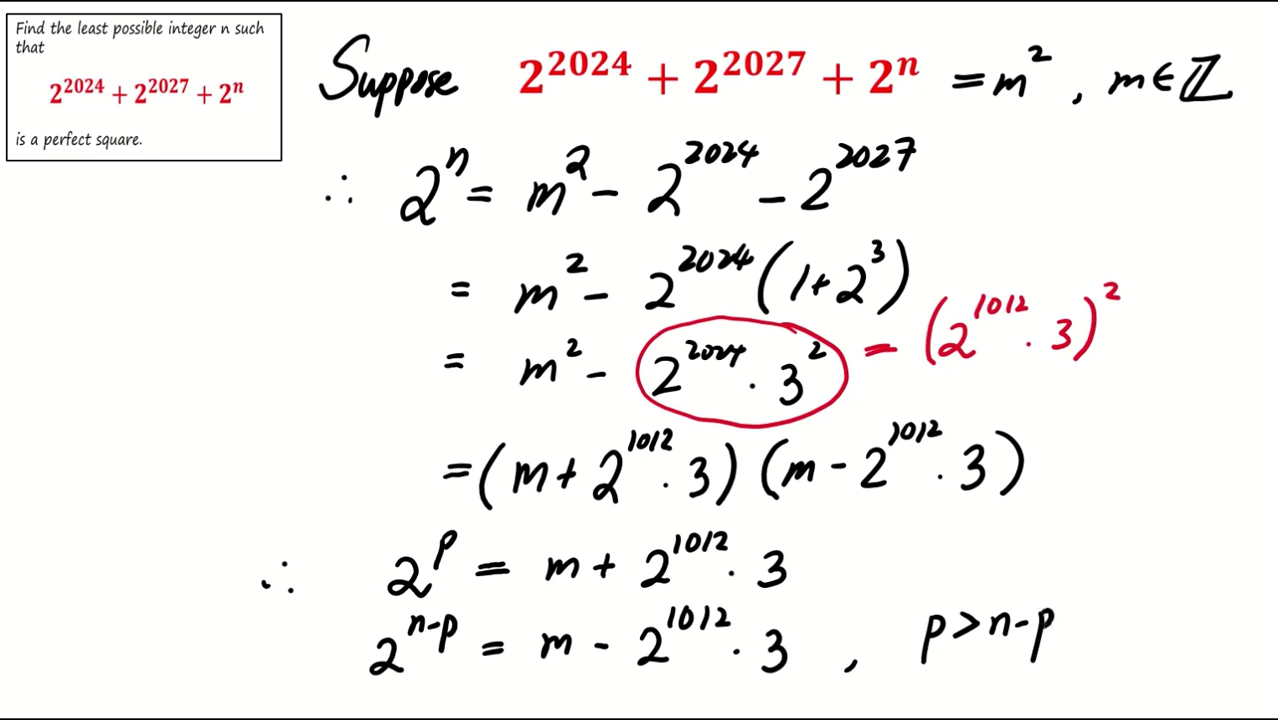 Find the least possible integer n such
that
2^2024 + 2^2027 + 2^n
is a perfect square.
Suppose 2^2024 + 2^2027 + 2^n = m^2 , m ∈ ℤ
∴ 2^n = m^2 - 2^2024 - 2^2027
= m^2 - 2^2024 (1+2^3)
= m^2 - 2^2024 · 3^2 = (2^1012 · 3)^2
= (m + 2^1012 · 3) (m - 2^1012 · 3)
∴ 2^p = m + 2^1012 · 3
2^n-p = m - 2^1012 · 3 , p > n-p